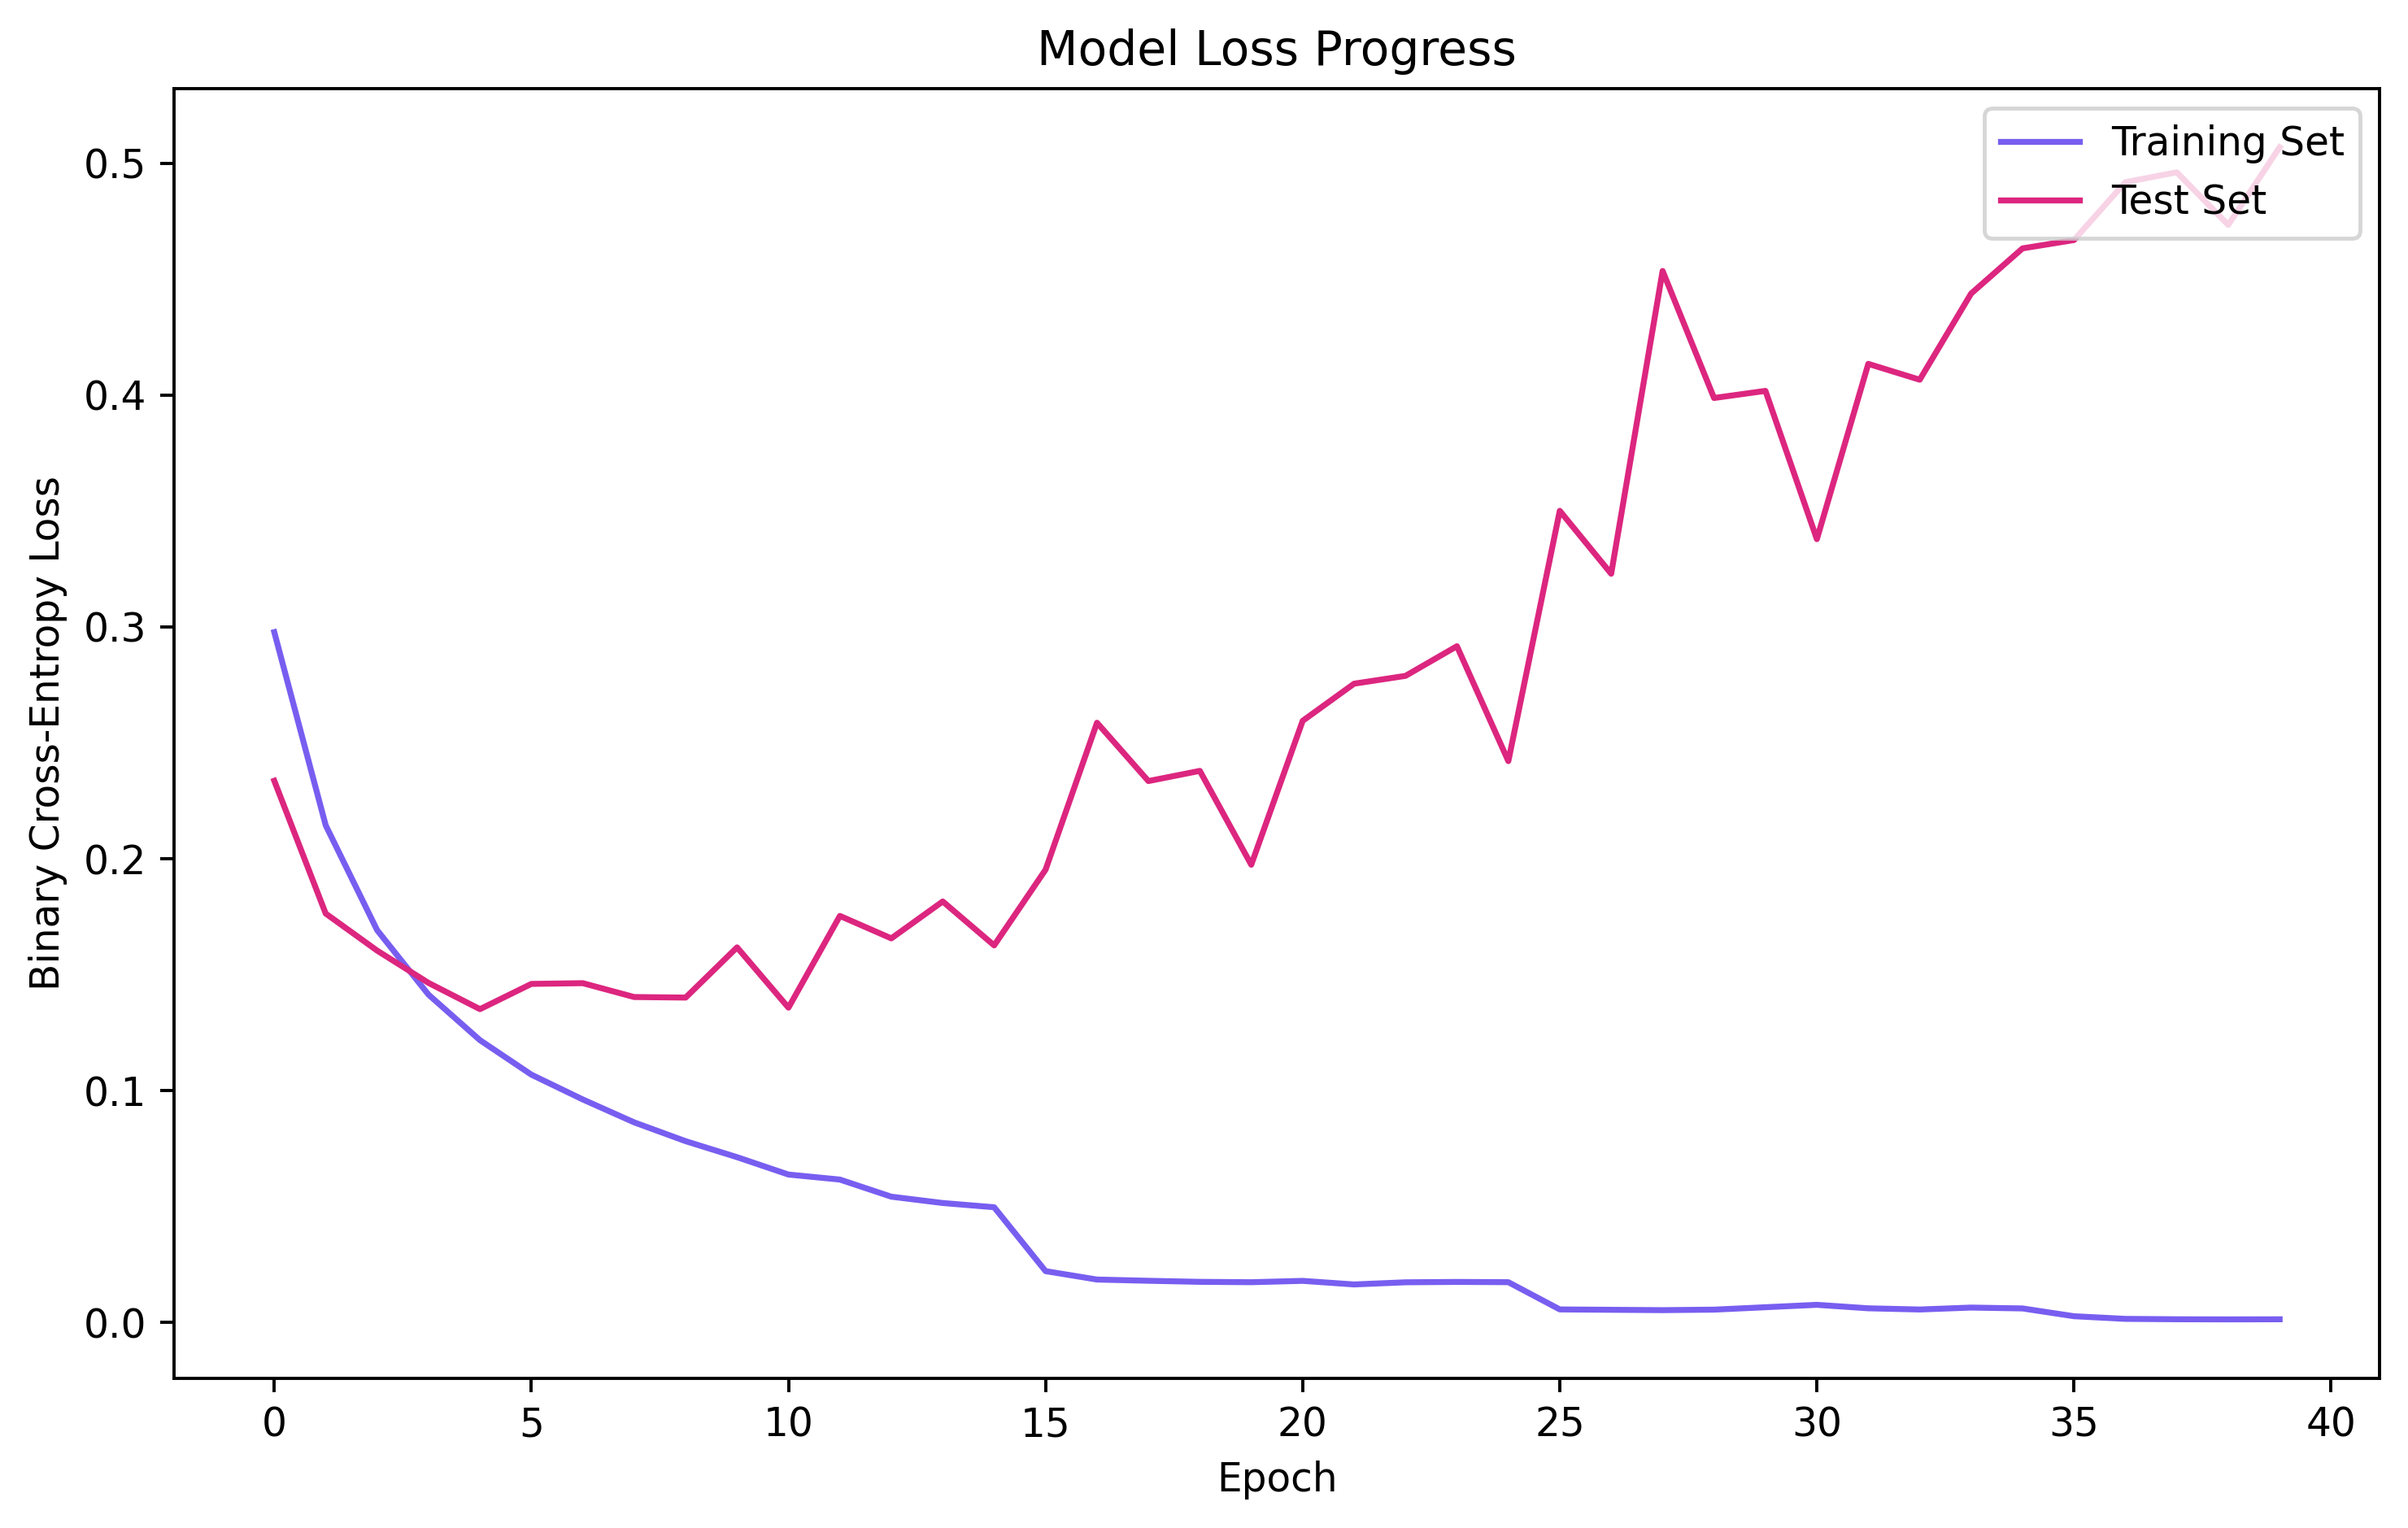 Model Loss Progress
Training Set
Test Set
Binary Cross-Entropy Loss
0.5
0.4
0.3
0.2
0.1
0.0
0 5 10 15 20 25 30 35 40
Epoch